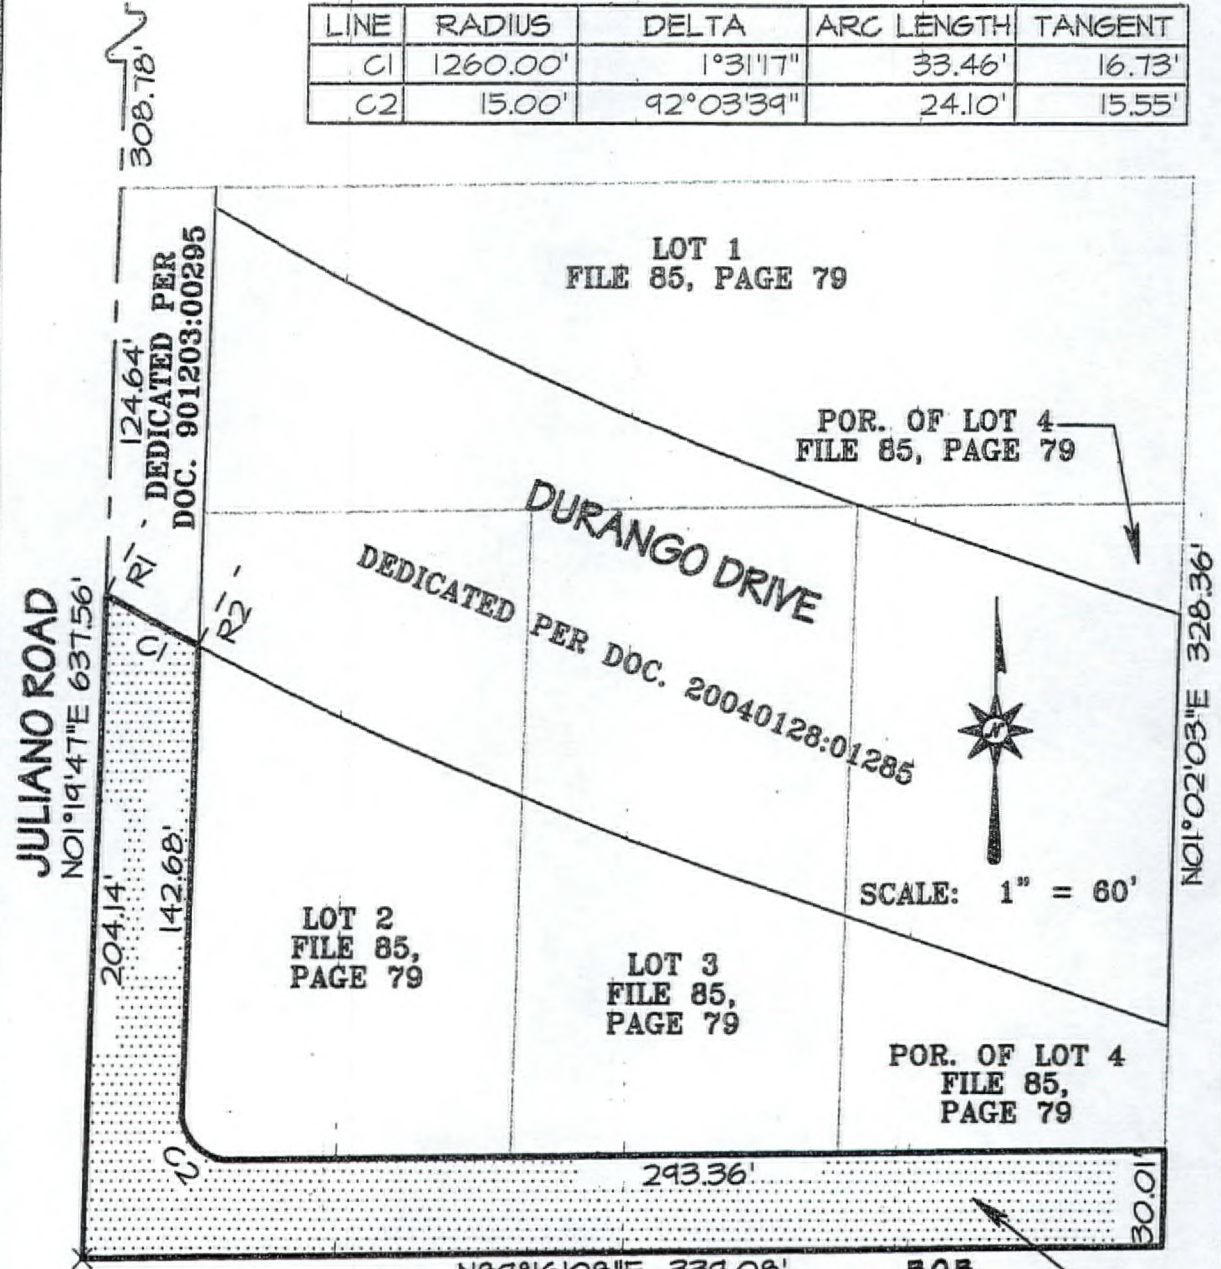 LINE RADIUS DELTA ARC LENGTH TANGENT
C1 1260.00' 1°31'17" 33.46' 16.73'
C2 15.00' 92°03'39" 24.10' 15.55'
308.78'
124.64'
DEDICATED PER
DOC. 901203:00295
LOT 1
FILE 85, PAGE 79
POR. OF LOT 4
FILE 85, PAGE 79
DURANGO DRIVE
DEDICATED PER DOC. 20040128:01285
R1
R2
C1
JULIANO ROAD
N01°19'47"E 637.56'
N01°02'03"E 328.36'
N
SCALE: 1" = 60'
204.14'
142.68'
LOT 2
FILE 85,
PAGE 79
LOT 3
FILE 85,
PAGE 79
POR. OF LOT 4
FILE 85,
PAGE 79
C2
293.36'
30.01'